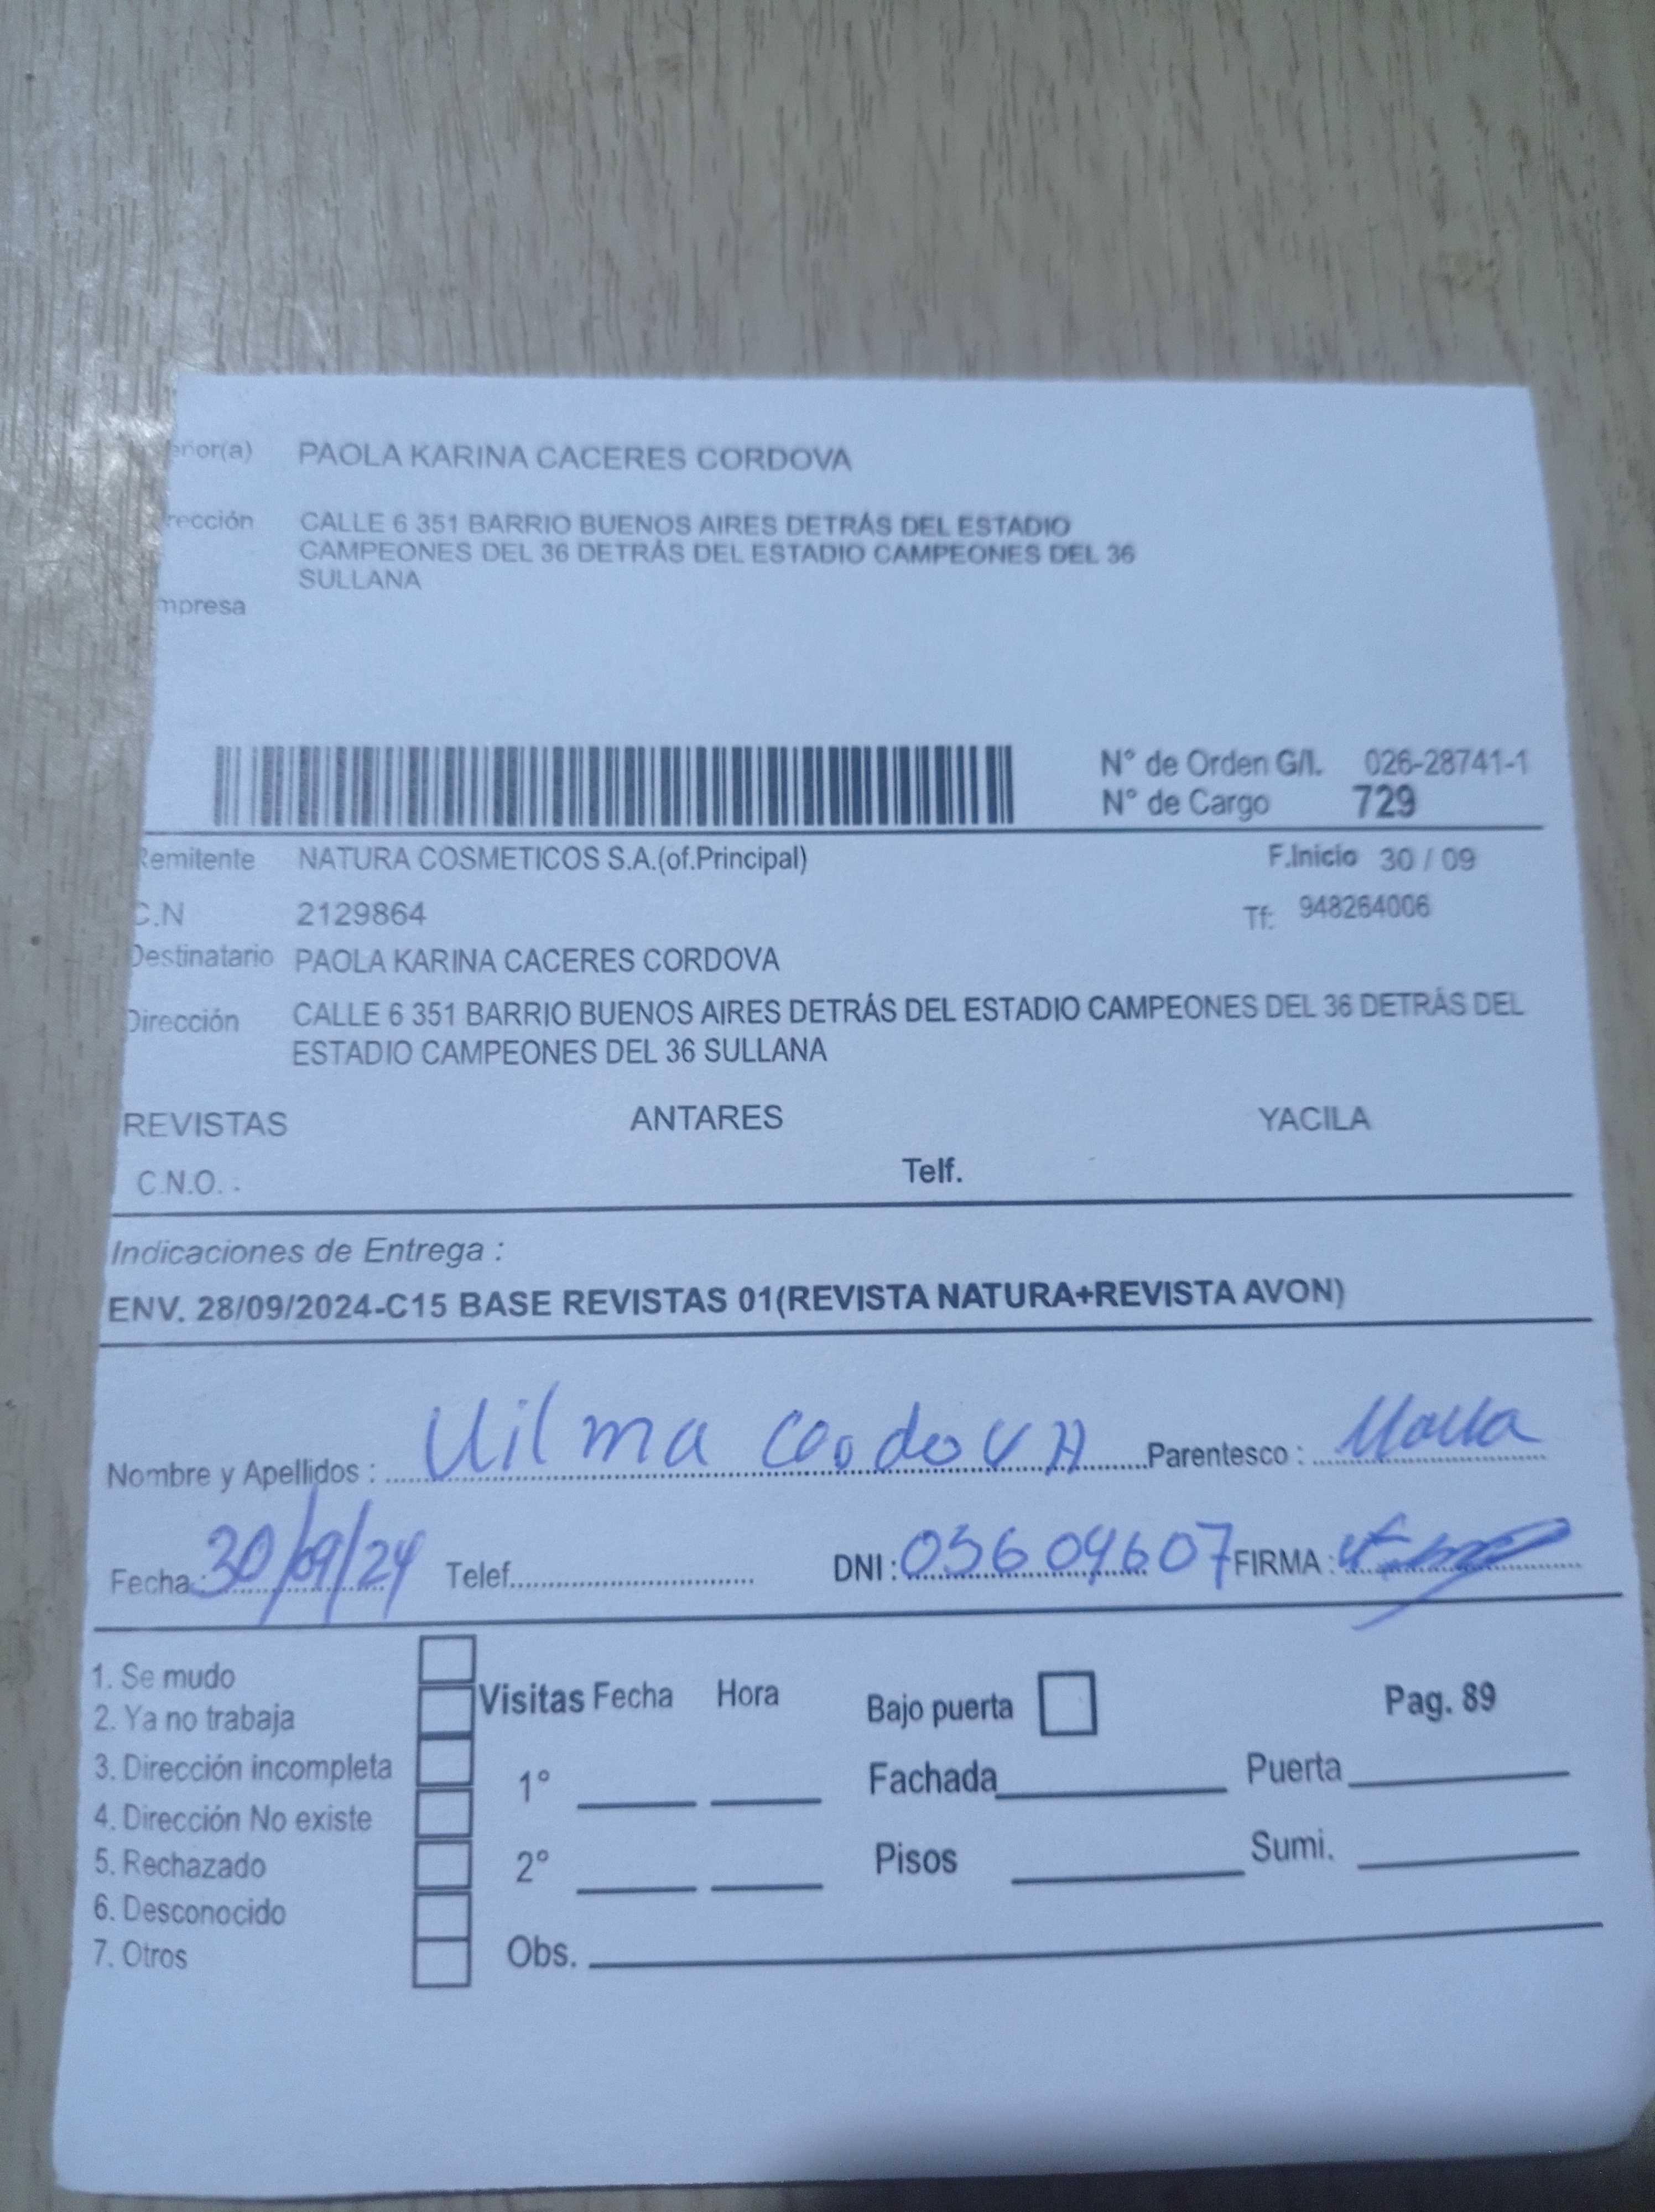 eñor(a) PAOLA KARINA CACERES CORDOVA
rección CALLE 6 351 BARRIO BUENOS AIRES DETRÁS DEL ESTADIO
CAMPEONES DEL 36 DETRÁS DEL ESTADIO CAMPEONES DEL 36
SULLANA
mpresa
N° de Orden G/I. 026-28741-1
N° de Cargo 729
Remitente NATURA COSMETICOS S.A.(of.Principal) F.Inicio 30 / 09
C.N 2129864 Tf: 948264006
Destinatario PAOLA KARINA CACERES CORDOVA
Dirección CALLE 6 351 BARRIO BUENOS AIRES DETRÁS DEL ESTADIO CAMPEONES DEL 36 DETRÁS DEL
ESTADIO CAMPEONES DEL 36 SULLANA
REVISTAS ANTARES YACILA
C.N.O. . Telf.
Indicaciones de Entrega :
ENV. 28/09/2024-C15 BASE REVISTAS 01(REVISTA NATURA+REVISTA AVON)
Nombre y Apellidos : Uilma CordovA Parentesco :
Fecha: 30/09/24 Telef. DNI : 03609607 FIRMA :
1. Se mudo
2. Ya no trabaja
3. Dirección incompleta
4. Dirección No existe
5. Rechazado
6. Desconocido
7. Otros
Visitas Fecha Hora Bajo puerta Pag. 89
1° Fachada Puerta
2° Pisos Sumi.
Obs.